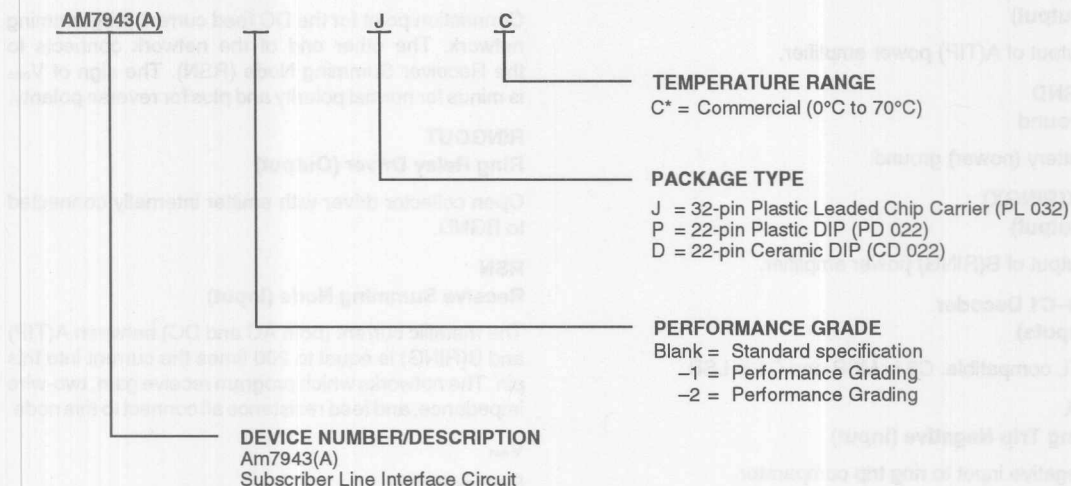 AM7943(A) J C
TEMPERATURE RANGE
C* = Commercial (0°C to 70°C)
PACKAGE TYPE
J = 32-pin Plastic Leaded Chip Carrier (PL 032)
P = 22-pin Plastic DIP (PD 022)
D = 22-pin Ceramic DIP (CD 022)
PERFORMANCE GRADE
Blank = Standard specification
–1 = Performance Grading
–2 = Performance Grading
DEVICE NUMBER/DESCRIPTION
Am7943(A)
Subscriber Line Interface Circuit